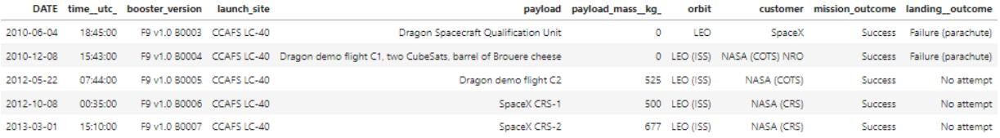 DATE time__utc_ booster_version launch_site payload payload_mass__kg_ orbit customer mission_outcome landing__outcome
2010-06-04 18:45:00 F9 v1.0 B0003 CCAFS LC-40 Dragon Spacecraft Qualification Unit 0 LEO SpaceX Success Failure (parachute)
2010-12-08 15:43:00 F9 v1.0 B0004 CCAFS LC-40 Dragon demo flight C1, two CubeSats, barrel of Brouere cheese 0 LEO (ISS) NASA (COTS) NRO Success Failure (parachute)
2012-05-22 07:44:00 F9 v1.0 B0005 CCAFS LC-40 Dragon demo flight C2 525 LEO (ISS) NASA (COTS) Success No attempt
2012-10-08 00:35:00 F9 v1.0 B0006 CCAFS LC-40 SpaceX CRS-1 500 LEO (ISS) NASA (CRS) Success No attempt
2013-03-01 15:10:00 F9 v1.0 B0007 CCAFS LC-40 SpaceX CRS-2 677 LEO (ISS) NASA (CRS) Success No attempt